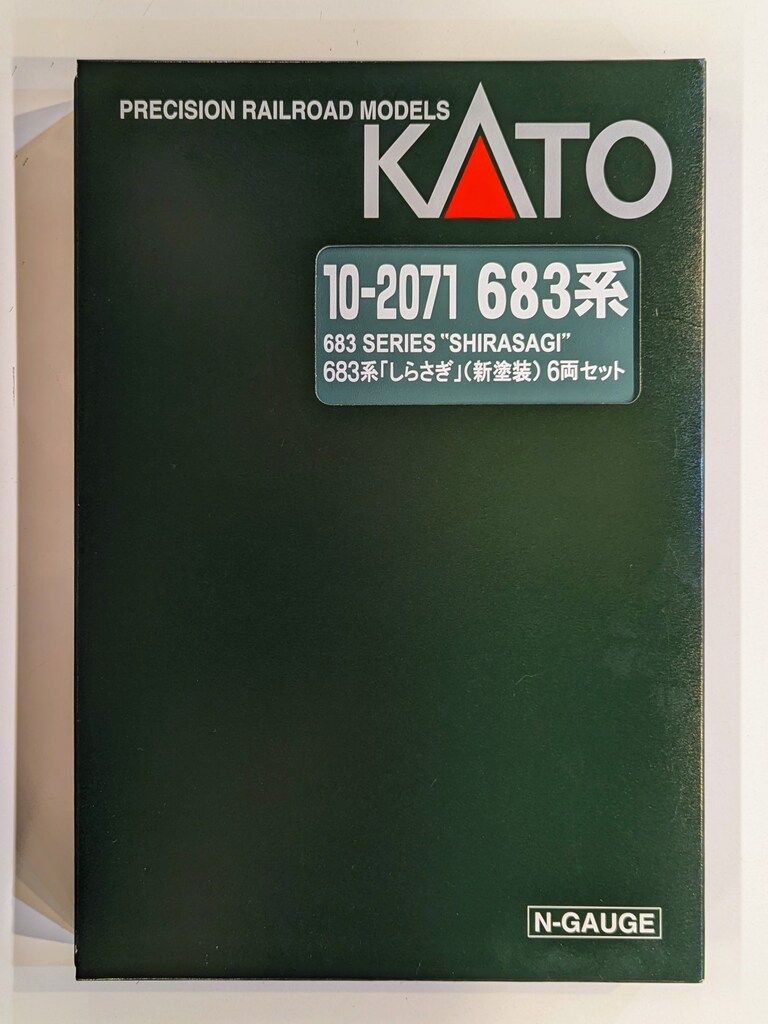 PRECISION RAILROAD MODELS
KATO
10-2071 683系
683 SERIES "SHIRASAGI"
683系「しらさぎ」(新塗装) 6両セット
N-GAUGE